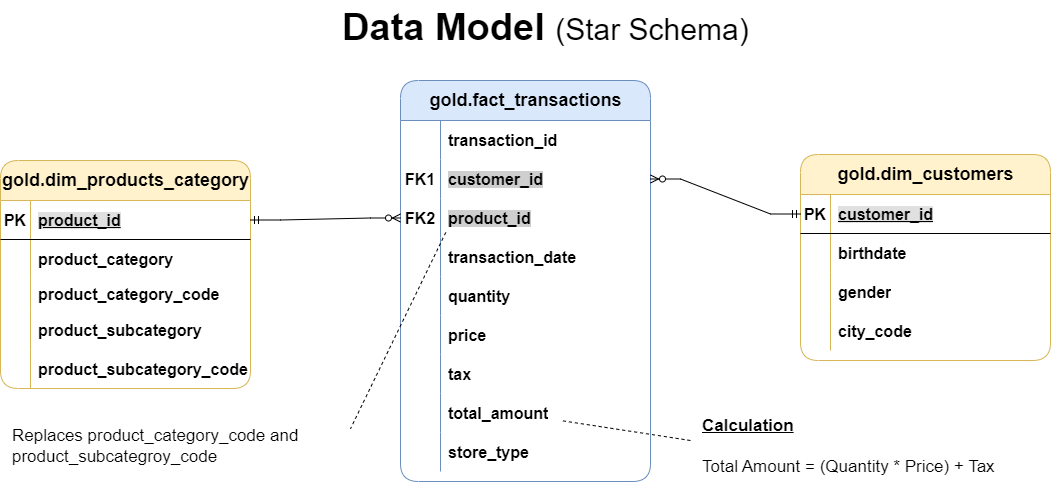 Data Model (Star Schema)
gold.dim_products_category
PK product_id
product_category
product_category_code
product_subcategory
product_subcategory_code
gold.fact_transactions
transaction_id
FK1 customer_id
FK2 product_id
transaction_date
quantity
price
tax
total_amount
store_type
gold.dim_customers
PK customer_id
birthdate
gender
city_code
Replaces product_category_code and
product_subcategroy_code
Calculation
Total Amount = (Quantity * Price) + Tax